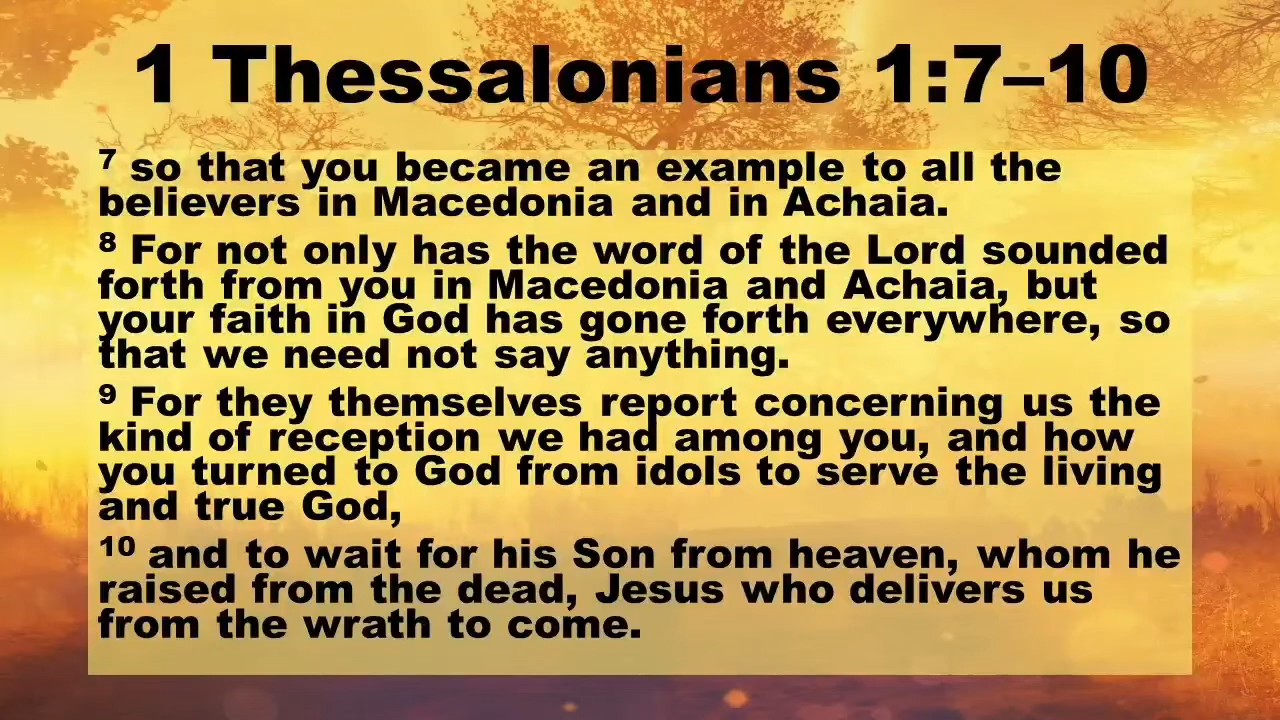 1 Thessalonians 1:7–10
7 so that you became an example to all the
believers in Macedonia and in Achaia.
8 For not only has the word of the Lord sounded
forth from you in Macedonia and Achaia, but
your faith in God has gone forth everywhere, so
that we need not say anything.
9 For they themselves report concerning us the
kind of reception we had among you, and how
you turned to God from idols to serve the living
and true God,
10 and to wait for his Son from heaven, whom he
raised from the dead, Jesus who delivers us
from the wrath to come.